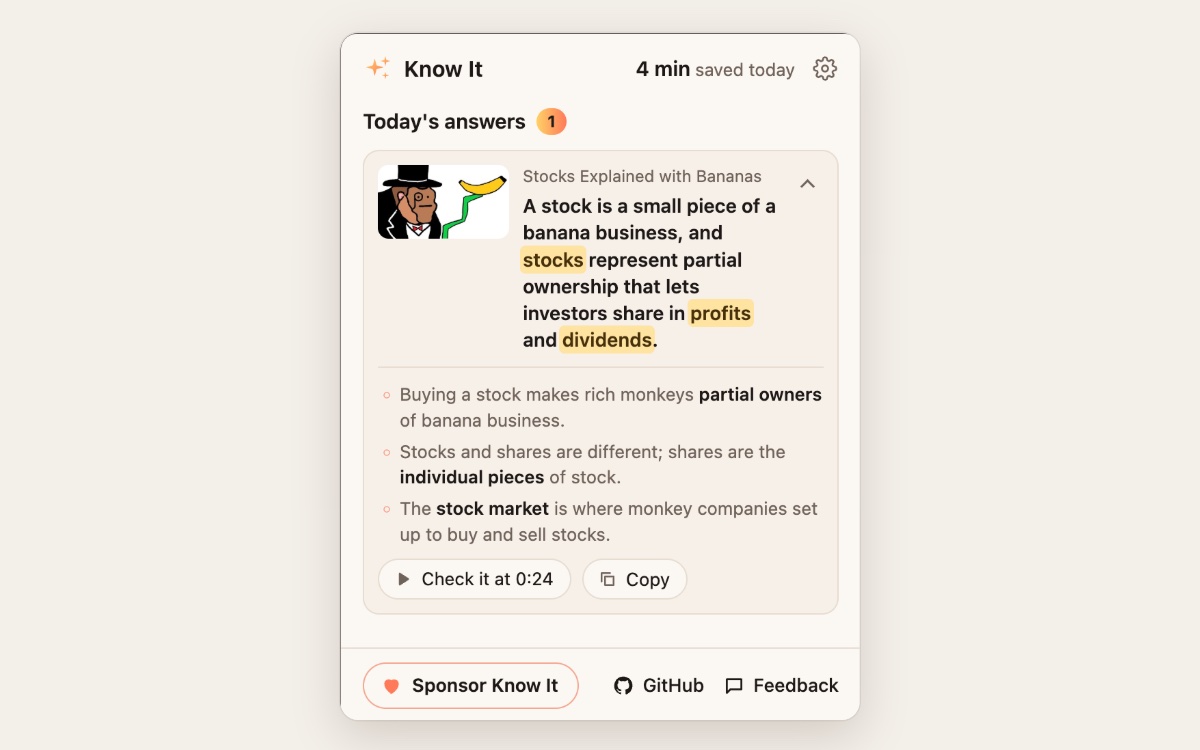 Know It
4 min saved today
Today's answers 1
Stocks Explained with Bananas
A stock is a small piece of a
banana business, and
stocks represent partial
ownership that lets
investors share in profits
and dividends.
Buying a stock makes rich monkeys partial owners
of banana business.
Stocks and shares are different; shares are the
individual pieces of stock.
The stock market is where monkey companies set
up to buy and sell stocks.
Check it at 0:24
Copy
Sponsor Know It
GitHub
Feedback